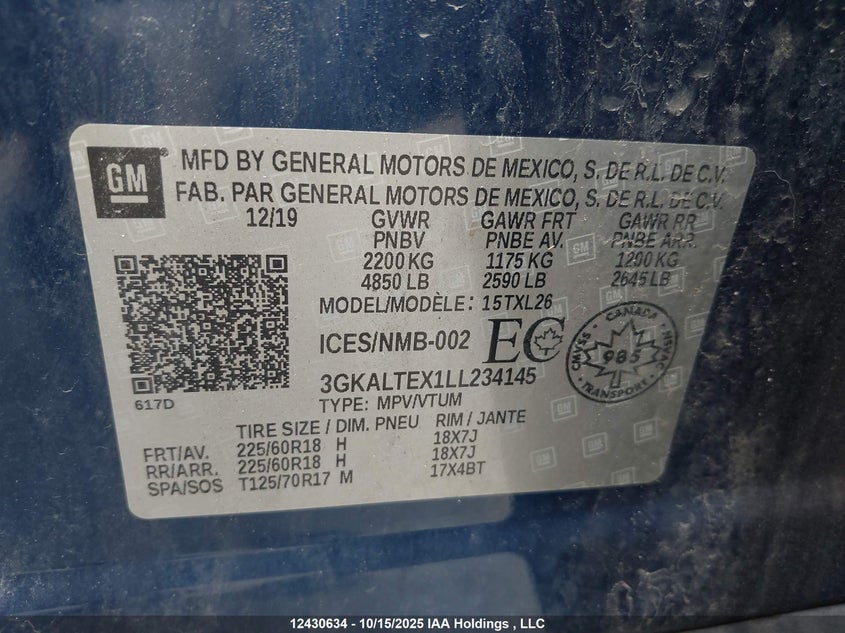 GM
MFD BY GENERAL MOTORS DE MEXICO, S. DE R.L. DE C.V.
FAB. PAR GENERAL MOTORS DE MEXICO, S. DE R.L. DE C.V.
12/19 GVWR GAWR FRT GAWR RR
PNBV PNBE AV. PNBE ARR.
2200 KG 1175 KG 1200 KG
4850 LB 2590 LB 2645 LB
MODEL/MODÈLE: 15TXL26
ICES/NMB-002 EC
CANADA
CMVSS 985 NSVAC
TRANSPORT
3GKALTEX1LL234145
617D
TYPE: MPV/VTUM
TIRE SIZE / DIM. PNEU RIM / JANTE
FRT/AV. 225/60R18 H 18X7J
RR/ARR. 225/60R18 H 18X7J
SPA/SOS T125/70R17 M 17X4BT
12430634 - 10/15/2025 IAA Holdings , LLC